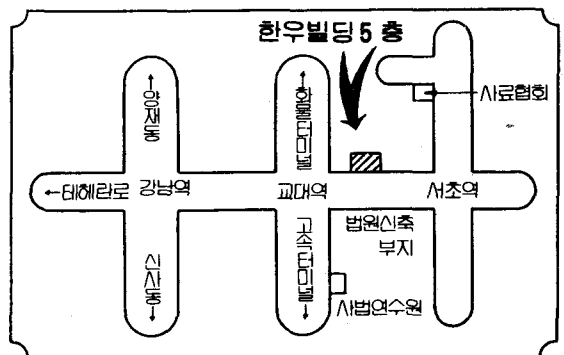 한우빌딩 5 층
←양재동
←화물터미널
사료협회
←테헤란로
강남역
교대역
서초역
신사동→
고속터미널→
법원신축
부지
사법연수원